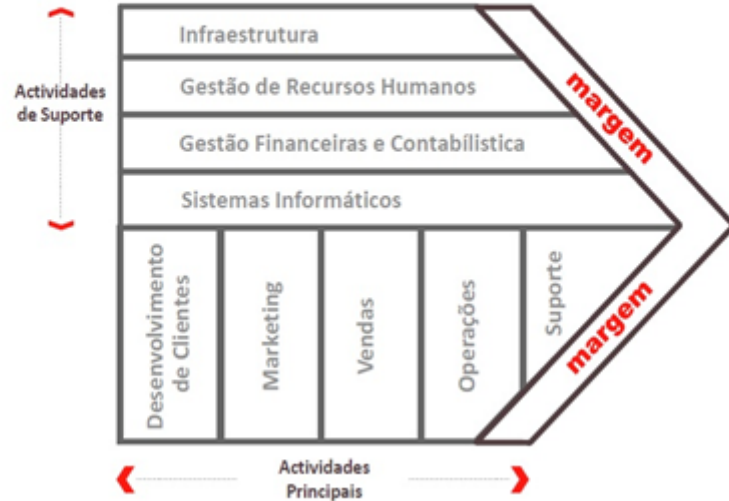 Infraestrutura
Actividades
de Suporte
Gestão de Recursos Humanos
Gestão Financeiras e Contabílistica
Sistemas Informáticos
margem
Desenvolvimento
de Clientes
Marketing
Vendas
Operações
Suporte
margem
Actividades
Principais